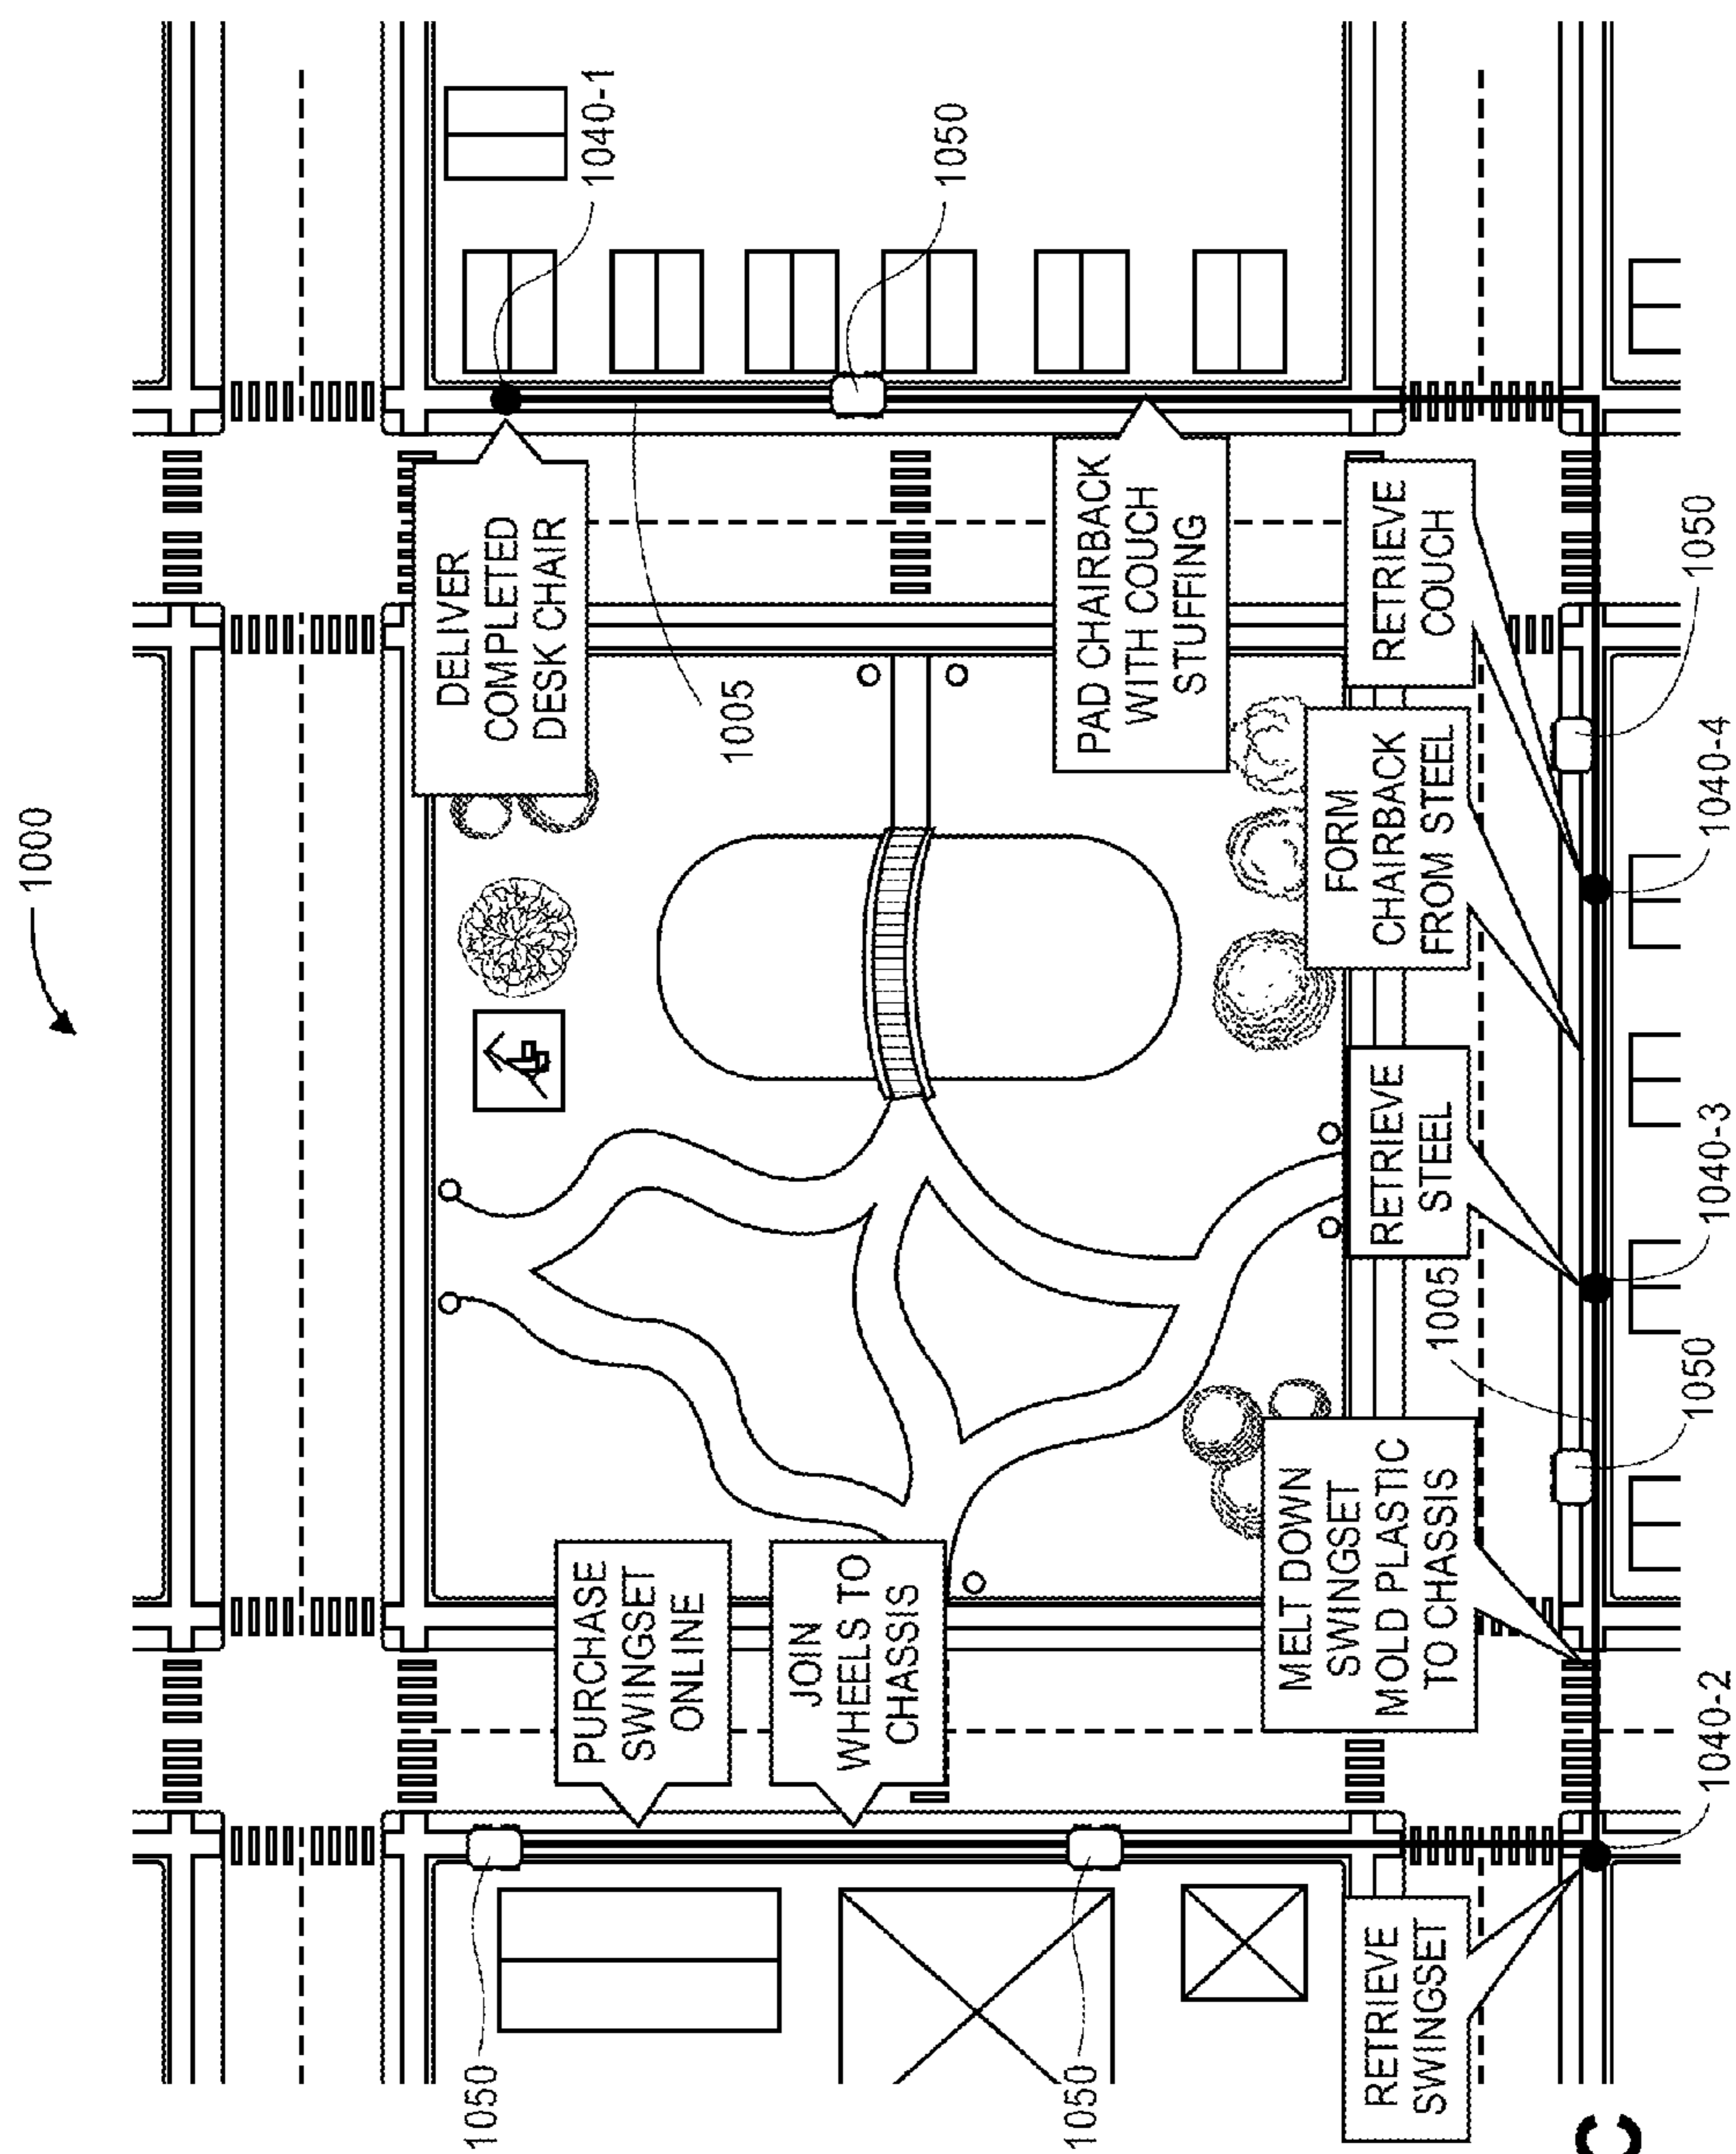 1000
1040-1
1050
DELIVER
COMPLETED
DESK CHAIR
1005
PAD CHAIRBACK
WITH COUCH
STUFFING
RETRIEVE
COUCH
1050
FORM
CHAIRBACK
FROM STEEL
1040-4
RETRIEVE
STEEL
1040-3
1005
1050
MELT DOWN
SWINGSET
MOLD PLASTIC
TO CHASSIS
1040-2
PURCHASE
SWINGSET
ONLINE
JOIN
WHEELS TO
CHASSIS
RETRIEVE
SWINGSET
1050
1050